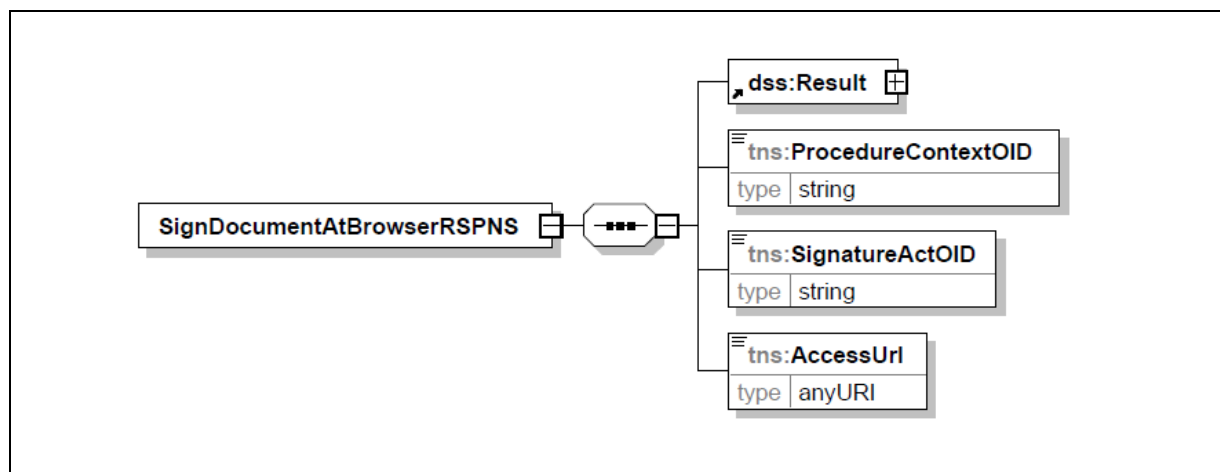 dss:Result
tns:ProcedureContextOID
type string
SignDocumentAtBrowserRSPNS
tns:SignatureActOID
type string
tns:AccessUrl
type anyURI